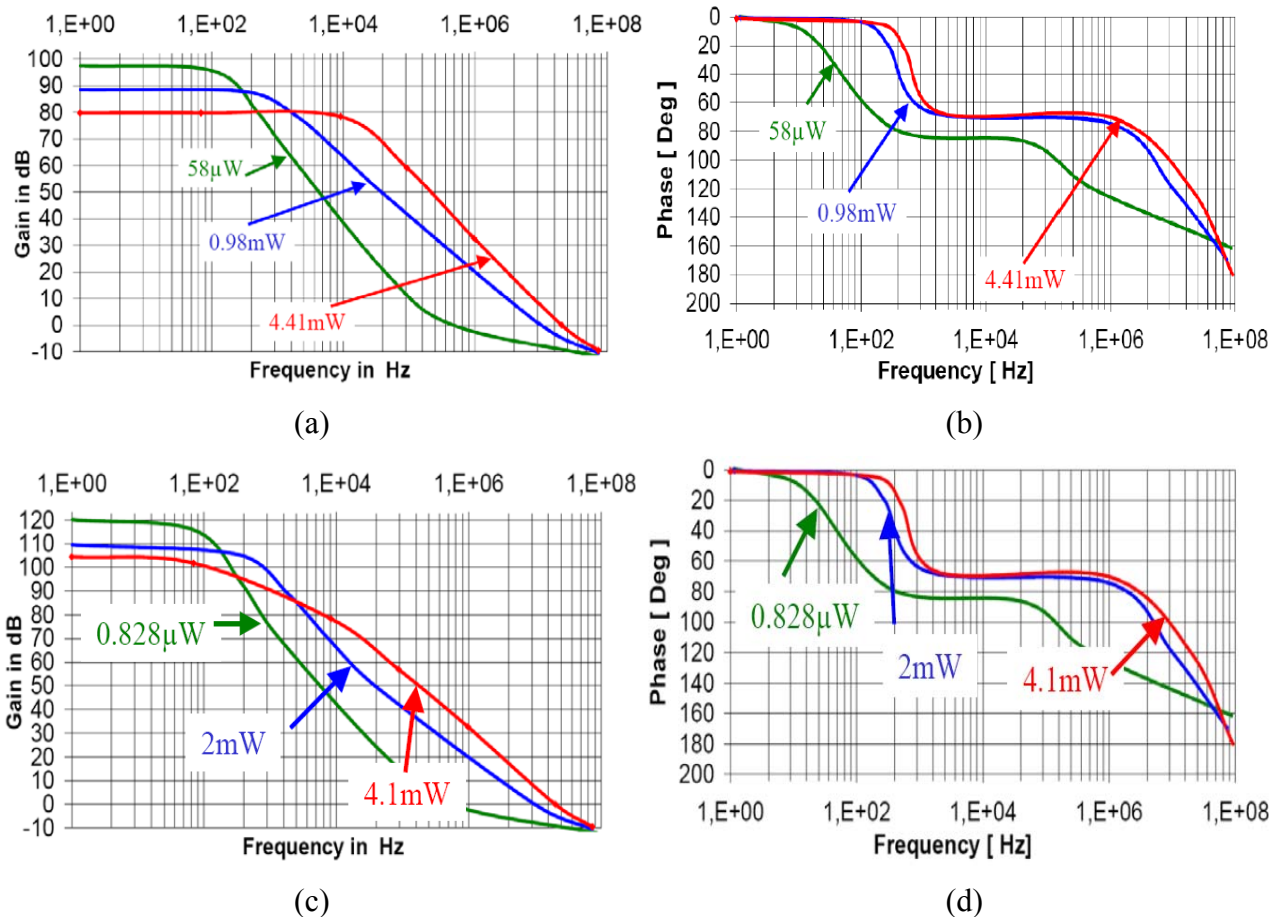 1,E+00 1,E+02 1,E+04 1,E+06 1,E+08
100
90
80
70
60
50
40
30
20
10
0
-10
Gain in dB
58µW
0.98mW
4.41mW
Frequency in Hz
(a)
0
20
40
60
80
100
120
140
160
180
200
Phase [ Deg ]
58µW
0.98mW
4.41mW
1,E+00 1,E+02 1,E+04 1,E+06 1,E+08
Frequency [ Hz]
(b)
1,E+00 1,E+02 1,E+04 1,E+06 1,E+08
120
110
100
90
80
70
60
50
40
30
20
10
0
-10
Gain in dB
0.828µW
2mW
4.1mW
Frequency in Hz
(c)
0
20
40
60
80
100
120
140
160
180
200
Phase [ Deg ]
0.828µW
2mW
4.1mW
1,E+00 1,E+02 1,E+04 1,E+06 1,E+08
Frequency [ Hz]
(d)